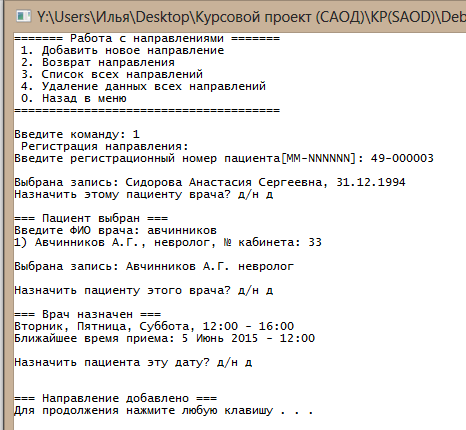 Y:\Users\Илья\Desktop\Курсовой проект (САОД)\KP(SAOD)\Deb
======= Работа с направлениями =======
1. Добавить новое направление
2. Возврат направления
3. Список всех направлений
4. Удаление данных всех направлений
0. Назад в меню
======================================
Введите команду: 1
Регистрация направления:
Введите регистрационный номер пациента[MM-NNNNNN]: 49-000003
Выбрана запись: Сидорова Анастасия Сергеевна, 31.12.1994
Назначить этому пациенту врача? д/н д
=== Пациент выбран ===
Введите ФИО врача: авчинников
1) Авчинников А.Г., невролог, № кабинета: 33
Выбрана запись: Авчинников А.Г. невролог
Назначить пациенту этого врача? д/н д
=== Врач назначен ===
Вторник, Пятница, Суббота, 12:00 - 16:00
Ближайшее время приема: 5 Июнь 2015 - 12:00
Назначить пациента эту дату? д/н д
=== Направление добавлено ===
Для продолжения нажмите любую клавишу . . .